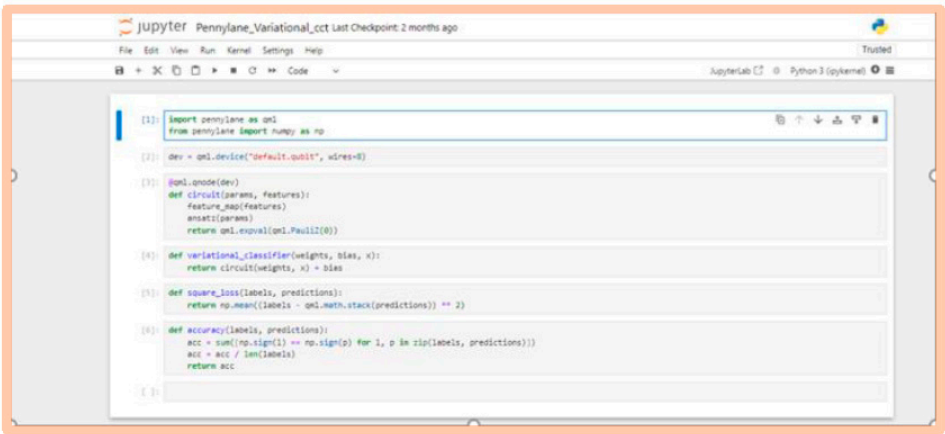 jupyter Pennylane_Variational_cct Last Checkpoint: 2 months ago
File Edit View Run Kernel Settings Help Trusted
Code JupyterLab Python 3 (ipykernel)
[1]: import pennylane as qml
from pennylane import numpy as np
[2]: dev = qml.device("default.qubit", wires=8)
[3]: @qml.qnode(dev)
def circuit(params, features):
feature_map(features)
ansatz(params)
return qml.expval(qml.PauliZ(0))
[4]: def variational_classifier(weights, bias, x):
return circuit(weights, x) + bias
[5]: def square_loss(labels, predictions):
return np.mean((labels - qml.math.stack(predictions)) ** 2)
[6]: def accuracy(labels, predictions):
acc = sum([np.sign(l) == np.sign(p) for l, p in zip(labels, predictions)])
acc = acc / len(labels)
return acc
[ ]: